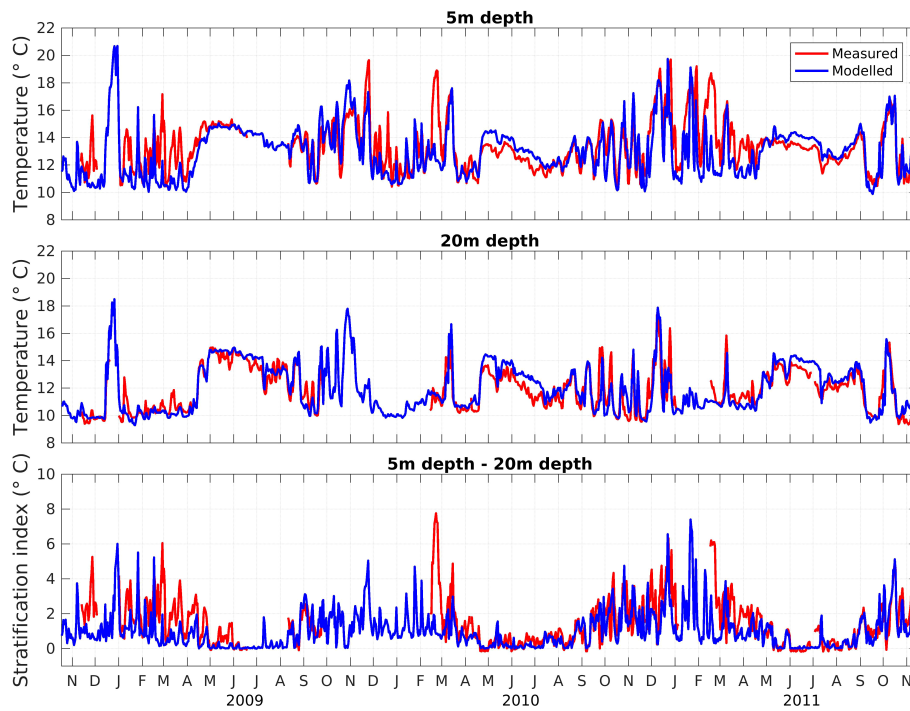 5m depth
Temperature (° C)
22
20
18
16
14
12
10
8
Measured
Modelled
20m depth
Temperature (° C)
22
20
18
16
14
12
10
8
5m depth - 20m depth
Stratification index (° C)
10
8
6
4
2
0
N D J F M A M J J A S O N D J F M A M J J A S O N D J F M A M J J A S O N
2009 2010 2011